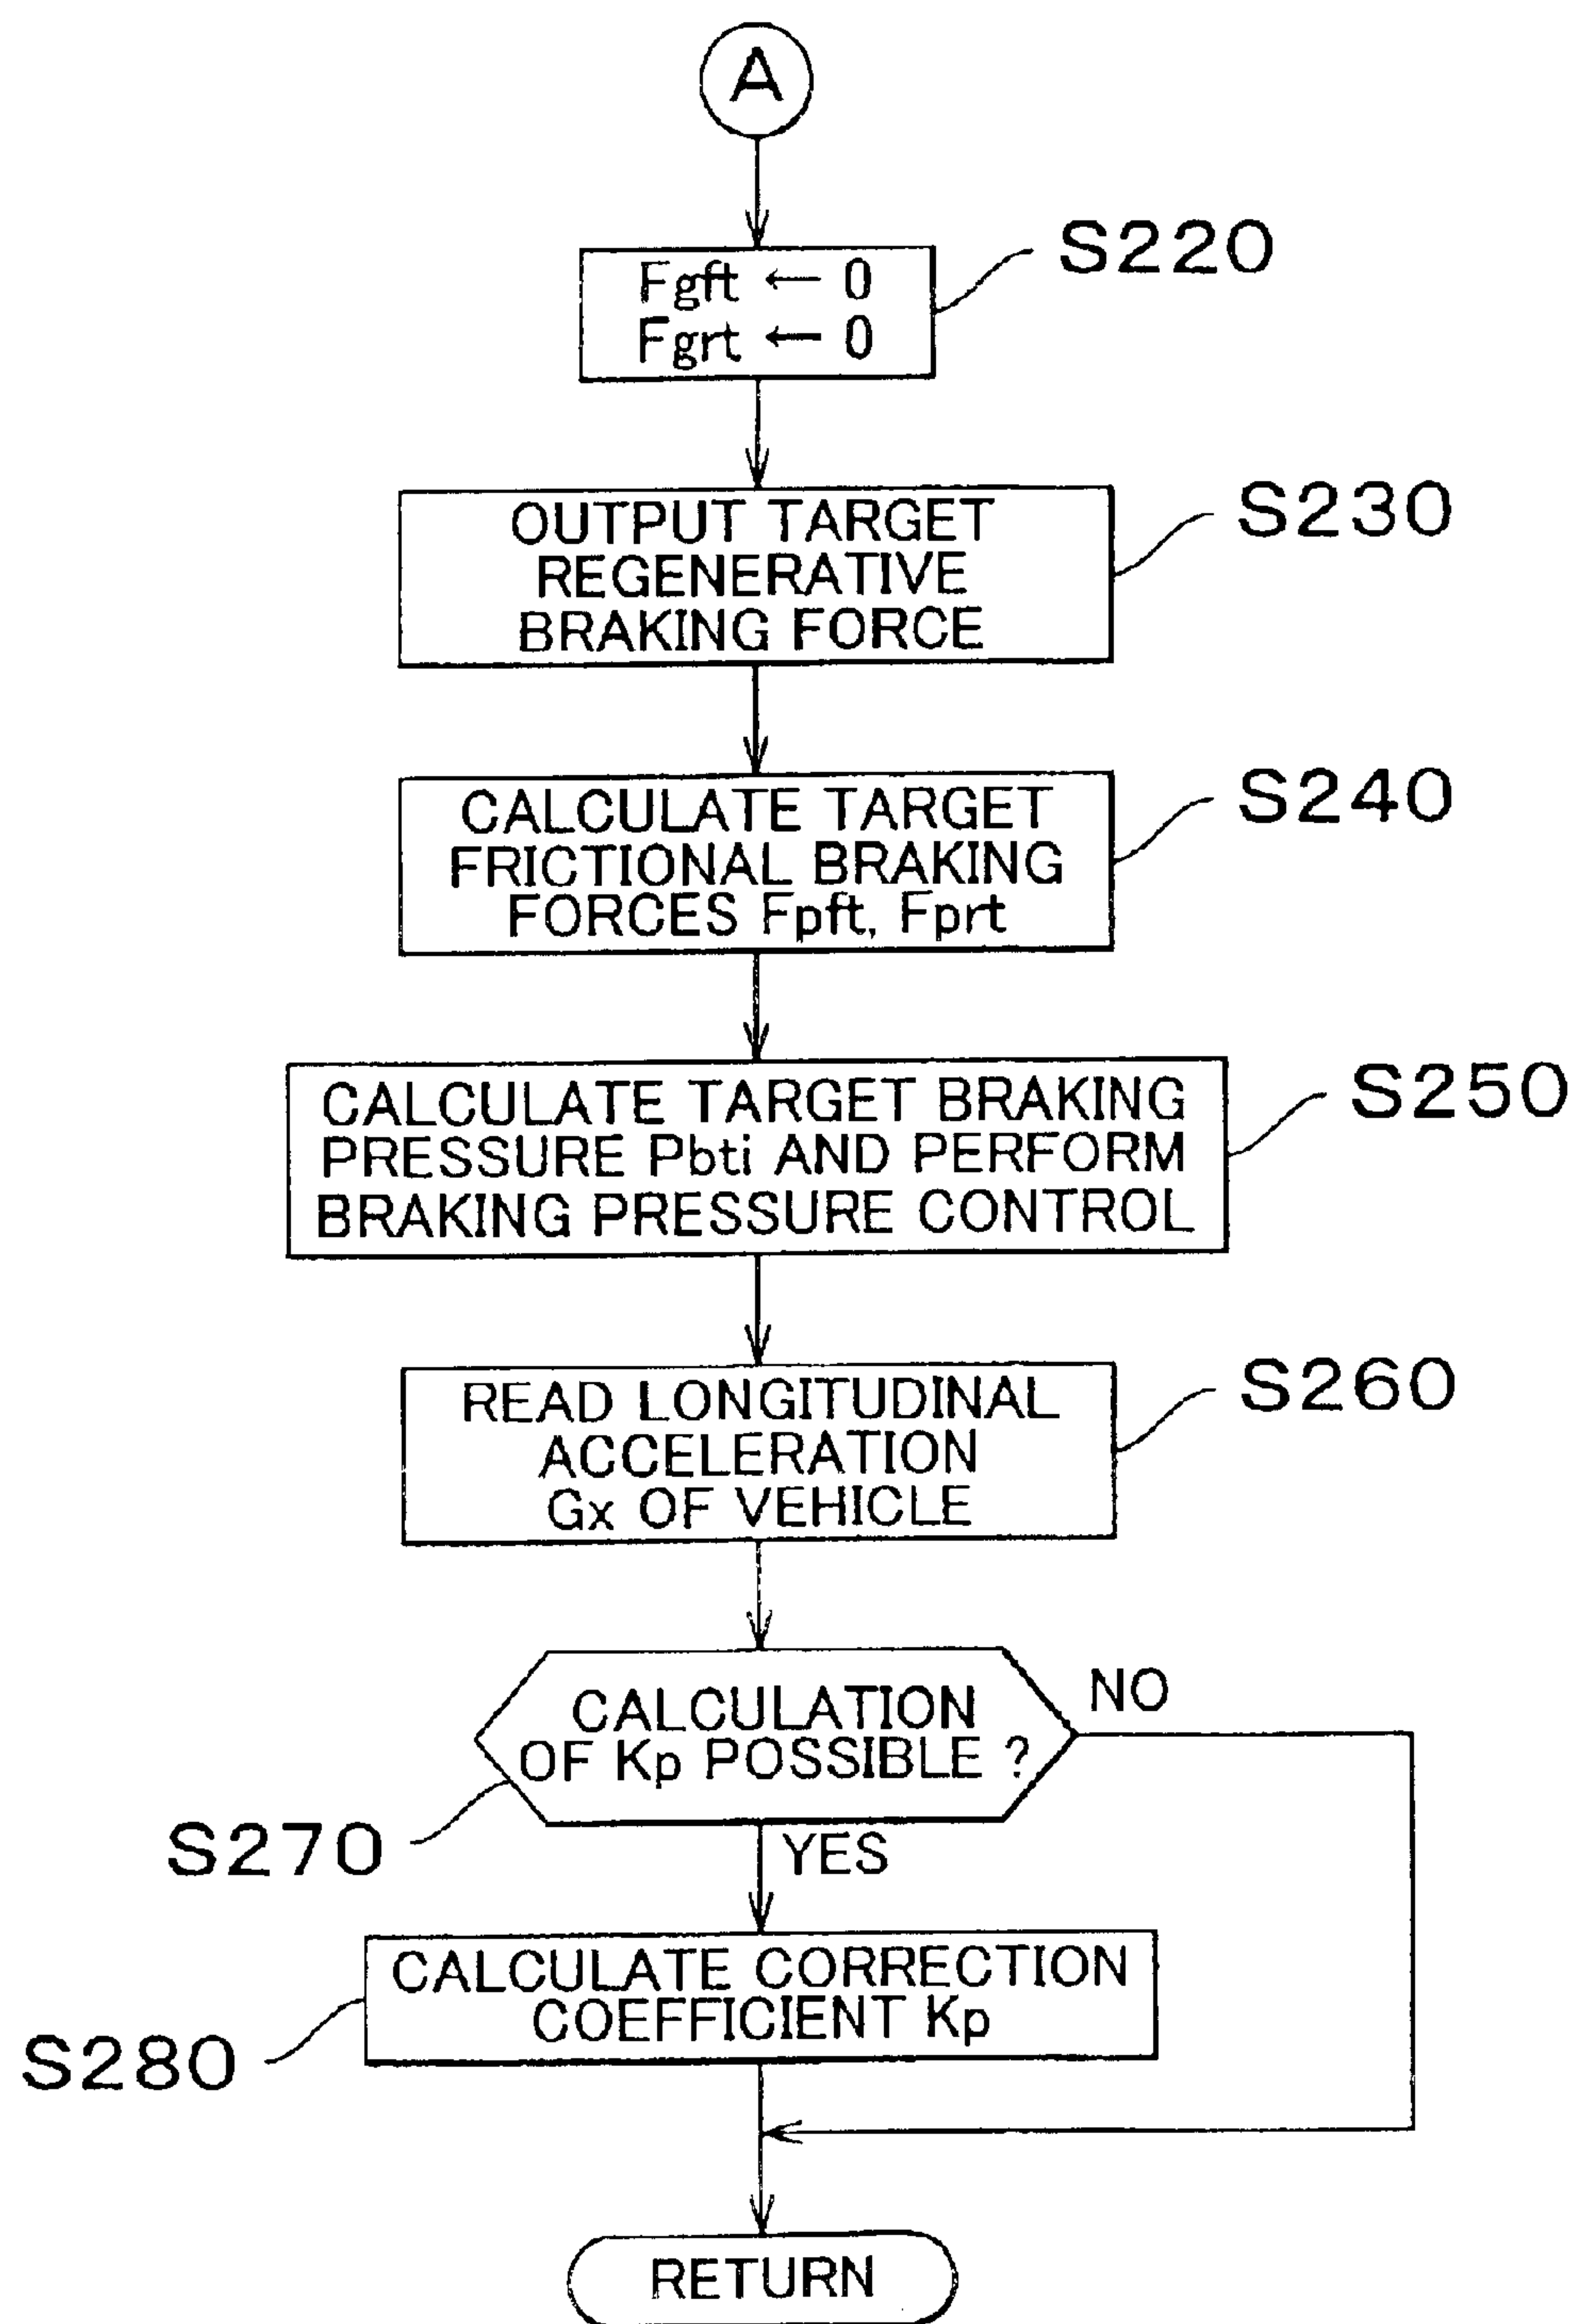 A
S220
Fgft ← 0
Fgrt ← 0
S230
OUTPUT TARGET
REGENERATIVE
BRAKING FORCE
S240
CALCULATE TARGET
FRICTIONAL BRAKING
FORCES Fpft, Fprt
S250
CALCULATE TARGET BRAKING
PRESSURE Pbti AND PERFORM
BRAKING PRESSURE CONTROL
S260
READ LONGITUDINAL
ACCELERATION
Gx OF VEHICLE
NO
CALCULATION
OF Kp POSSIBLE ?
S270
YES
CALCULATE CORRECTION
COEFFICIENT Kp
S280
RETURN